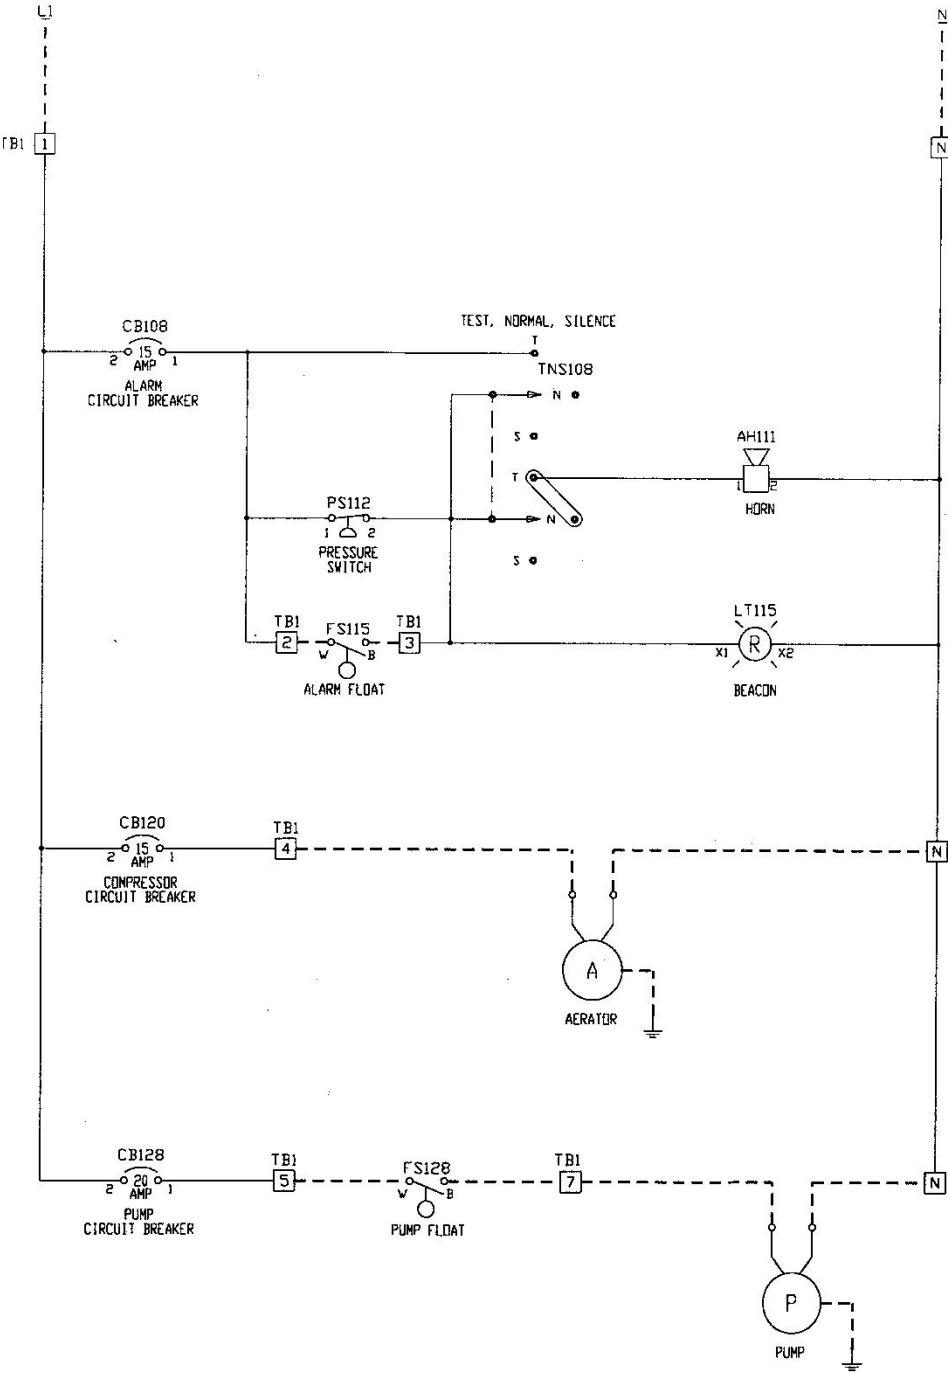 L1
N
TB1 1
N
CB108
2 15 1
AMP
ALARM
CIRCUIT BREAKER
TEST, NORMAL, SILENCE
T
TNS108
N
S
T
AH111
1 2
HORN
PS112
1 2
PRESSURE
SWITCH
N
S
TB1
2
FS115
W B
TB1
3
ALARM FLOAT
LT115
X1 R X2
BEACON
CB120
2 15 1
AMP
COMPRESSOR
CIRCUIT BREAKER
TB1
4
N
A
AERATOR
CB128
2 20 1
AMP
PUMP
CIRCUIT BREAKER
TB1
5
FS128
W B
PUMP FLOAT
TB1
7
N
P
PUMP